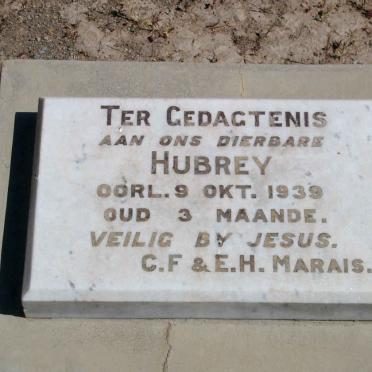 TER GEDAGTENIS
AAN ONS DIERBARE
HUBREY
OORL. 9 OKT. 1939
OUD 3 MAANDE.
VEILIG BY JESUS.
C.F & E.H. MARAIS.